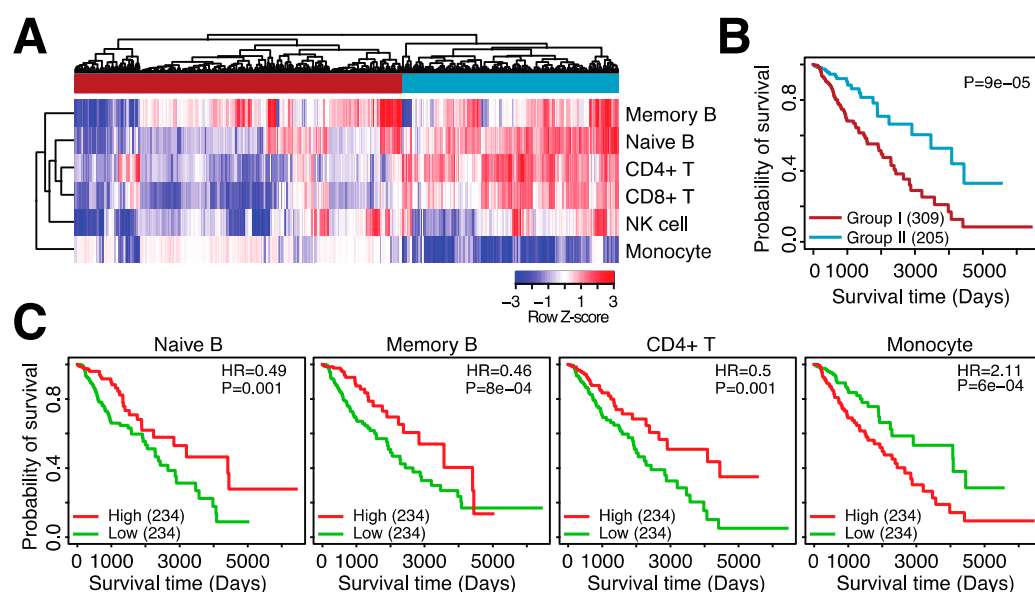 A
Memory B
Naive B
CD4+ T
CD8+ T
NK cell
Monocyte
−3 −1 1 3
Row Z-score
B
Probability of survival
0.8
0.4
0.0
P=9e−05
Group I (309)
Group II (205)
0 1000 3000 5000
Survival time (Days)
C
Probability of survival
0.8
0.4
0.0
Naive B
HR=0.49
P=0.001
High (234)
Low (234)
0 1000 3000 5000
Survival time (Days)
Memory B
HR=0.46
P=8e−04
High (234)
Low (234)
0 1000 3000 5000
Survival time (Days)
CD4+ T
HR=0.5
P=0.001
High (234)
Low (234)
0 1000 3000 5000
Survival time (Days)
Monocyte
HR=2.11
P=6e−04
High (234)
Low (234)
0 1000 3000 5000
Survival time (Days)